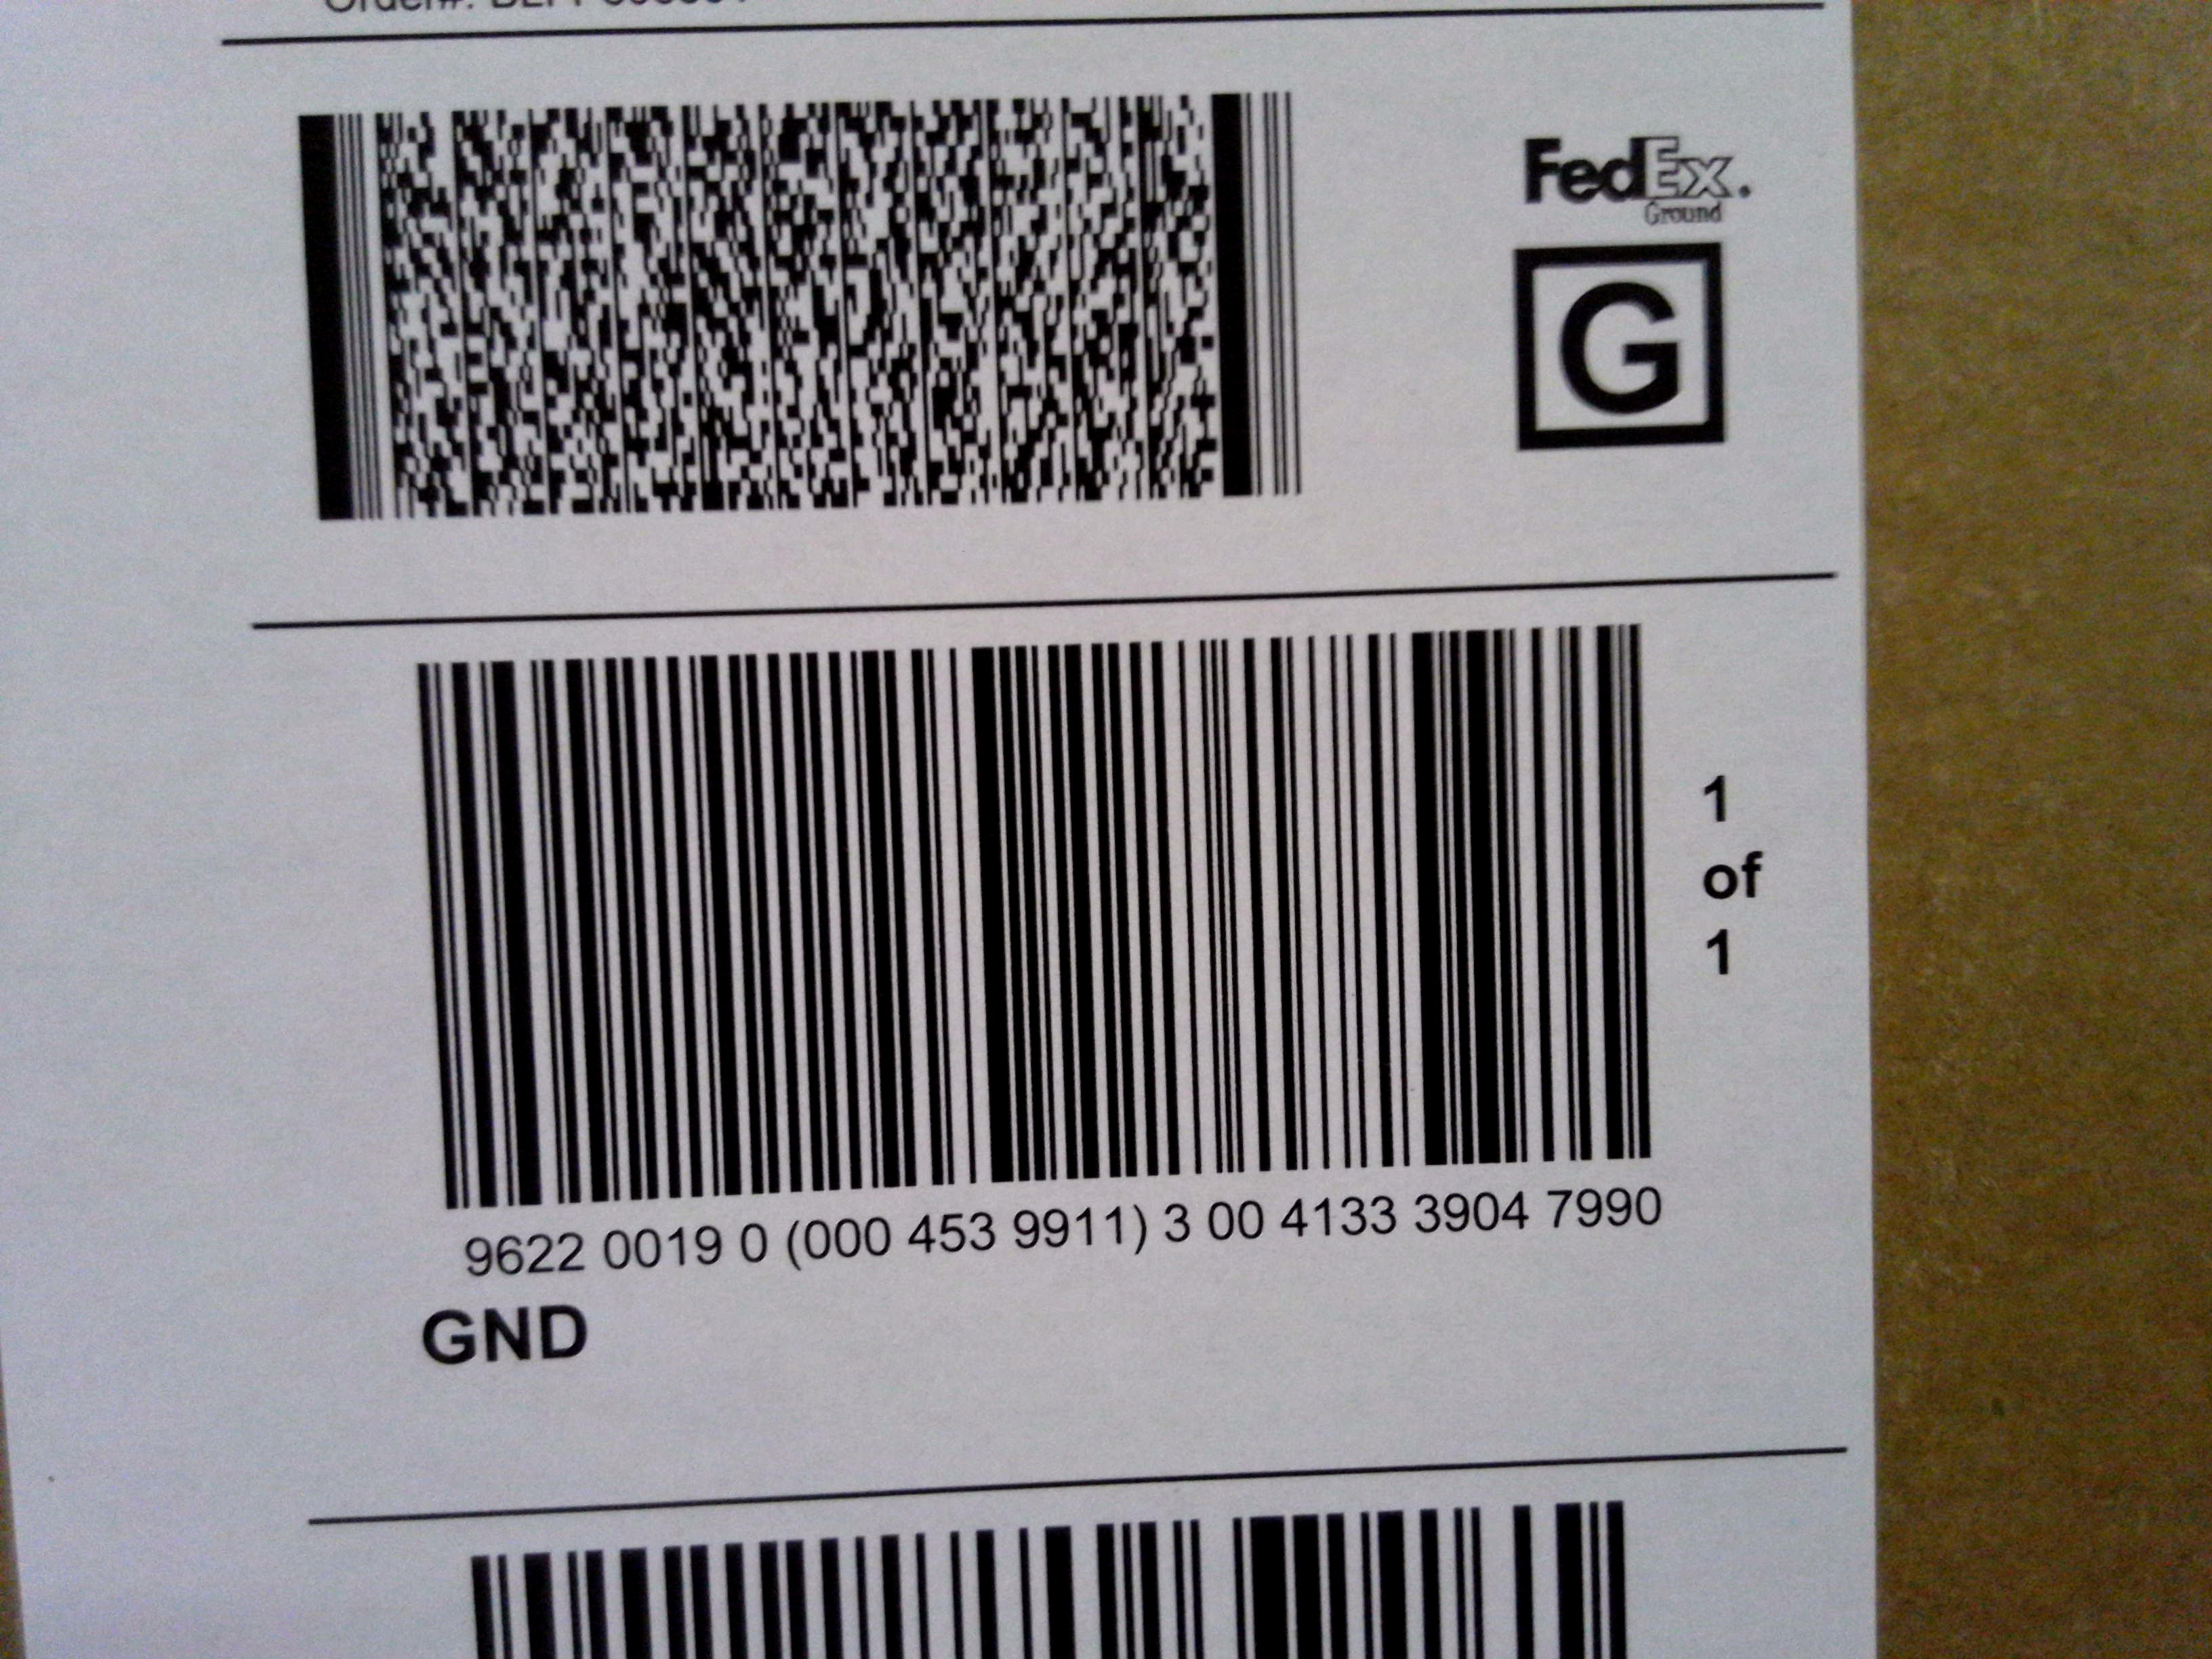 FedEx.
Ground
G
1
of
1
9622 0019 0 (000 453 9911) 3 00 4133 3904 7990
GND